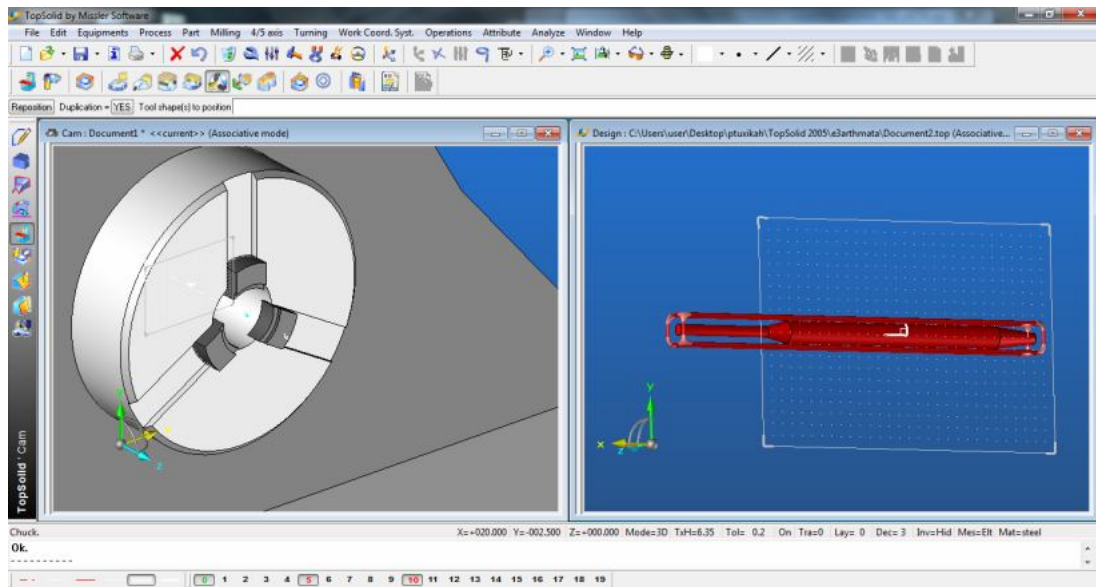 TopSolid by Missler Software
File Edit Equipments Process Part Milling 4/5 axis Turning Work Coord. Syst. Operations Attribute Analyze Window Help
Reposition Duplication = YES Tool shape(s) to position
Cam : Document1 * <<current>> (Associative mode)
Design : C:\Users\user\Desktop\ptuxikah\TopSolid 2005\e3arthmata\Document2.top (Associative...
y
x
z
y
x
z
TopSolid'Cam
Chuck. X=+020.000 Y=-002.500 Z=+000.000 Mode=3D TxH=6.35 Tol= 0.2 On Tra=0 Lay= 0 Dec= 3 Inv=Hid Mes=Elt Mat=steel
Ok.
----------
0 1 2 3 4 5 6 7 8 9 10 11 12 13 14 15 16 17 18 19